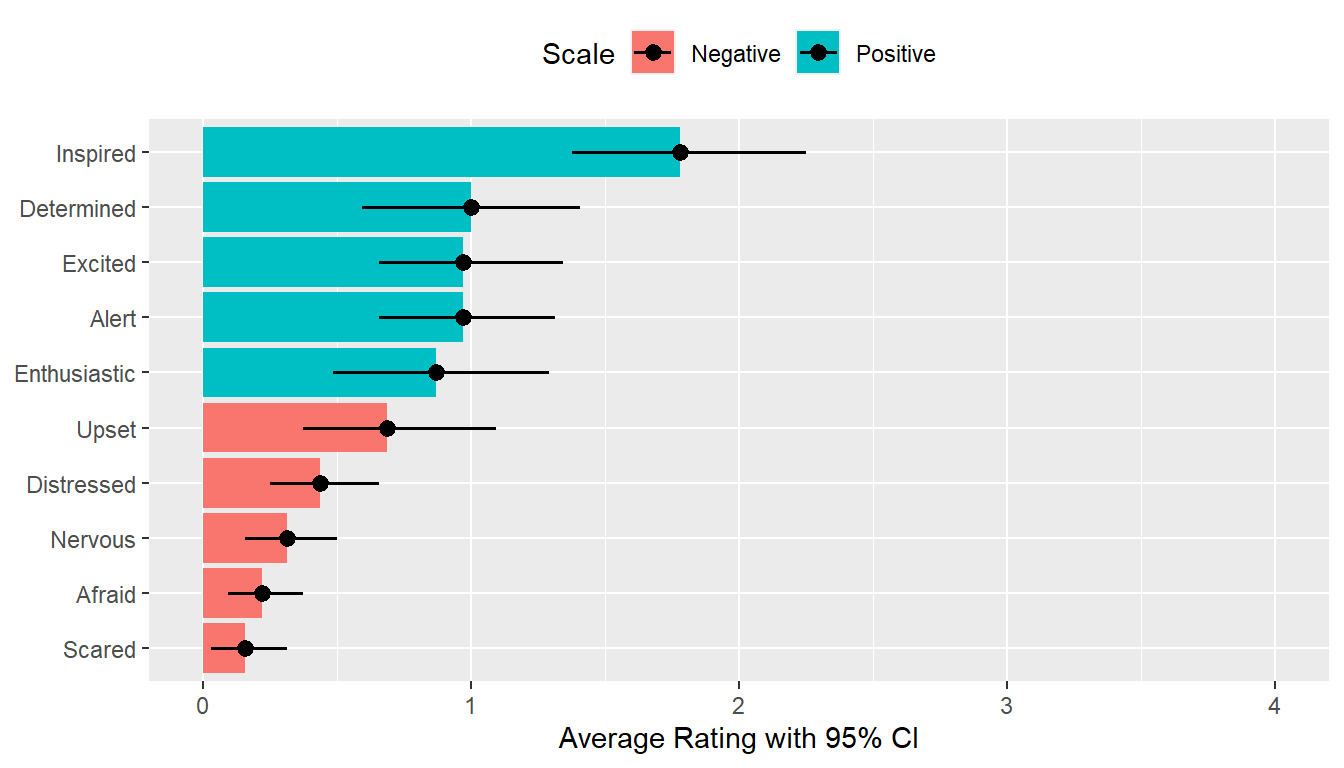 Scale Negative Positive
Inspired
Determined
Excited
Alert
Enthusiastic
Upset
Distressed
Nervous
Afraid
Scared
0 1 2 3 4
Average Rating with 95% CI